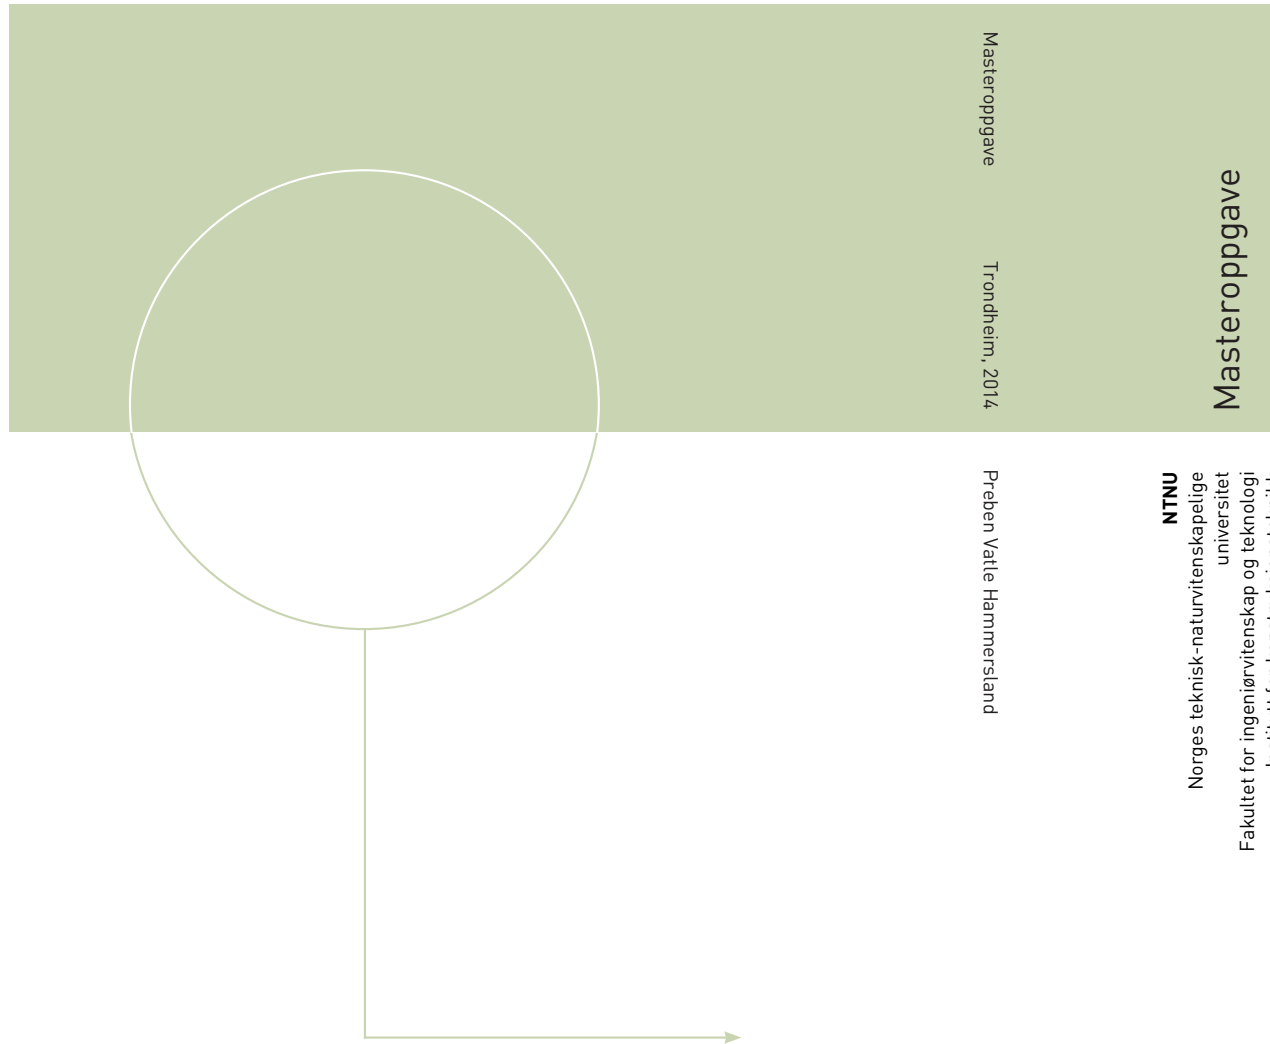 Masteroppgave
Trondheim, 2014
Preben Vatle Hammersland
Masteroppgave
NTNU
Norges teknisk-naturvitenskapelige
universitet
Fakultet for ingeniørvitenskap og teknologi